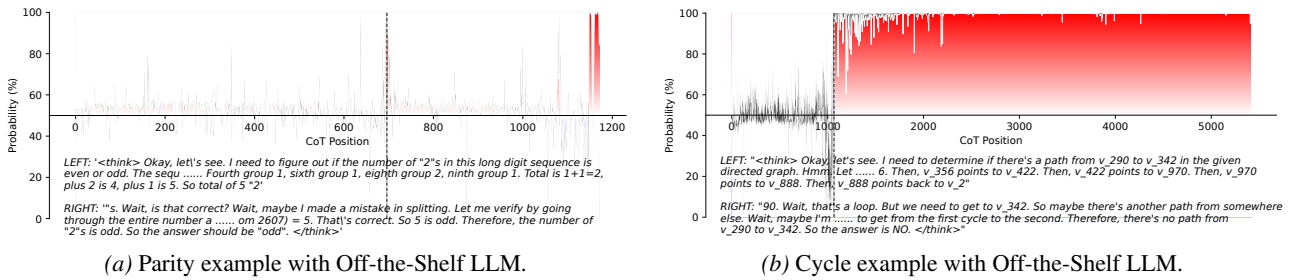 100
80
60
40
20
0
Probability (%)
0
200
400
600
800
1000
1200
CoT Position
LEFT: '<think> Okay, let\'s see. I need to figure out if the number of "2"s in this long digit sequence is
even or odd. The sequ ...... Fourth group 1, sixth group 1, eighth group 2, ninth group 1. Total is 1+1=2,
plus 2 is 4, plus 1 is 5. So total of 5 "2'
RIGHT: '"s. Wait, is that correct? Wait, maybe I made a mistake in splitting. Let me verify by going
through the entire number a ...... om 2607) = 5. That\'s correct. So 5 is odd. Therefore, the number of
"2"s is odd. So the answer should be "odd". </think>'
(a) Parity example with Off-the-Shelf LLM.
100
80
60
40
20
0
Probability (%)
0
1000
2000
3000
4000
5000
CoT Position
LEFT: "<think> Okay, let's see. I need to determine if there's a path from v_290 to v_342 in the given
directed graph. Hmm. Let ...... 6. Then, v_356 points to v_422. Then, v_422 points to v_970. Then, v_970
points to v_888. Then, v_888 points back to v_2"
RIGHT: "90. Wait, that's a loop. But we need to get to v_342. So maybe there's another path from somewhere
else. Wait, maybe I'm ...... to get from the first cycle to the second. Therefore, there's no path from
v_290 to v_342. So the answer is NO. </think>"
(b) Cycle example with Off-the-Shelf LLM.